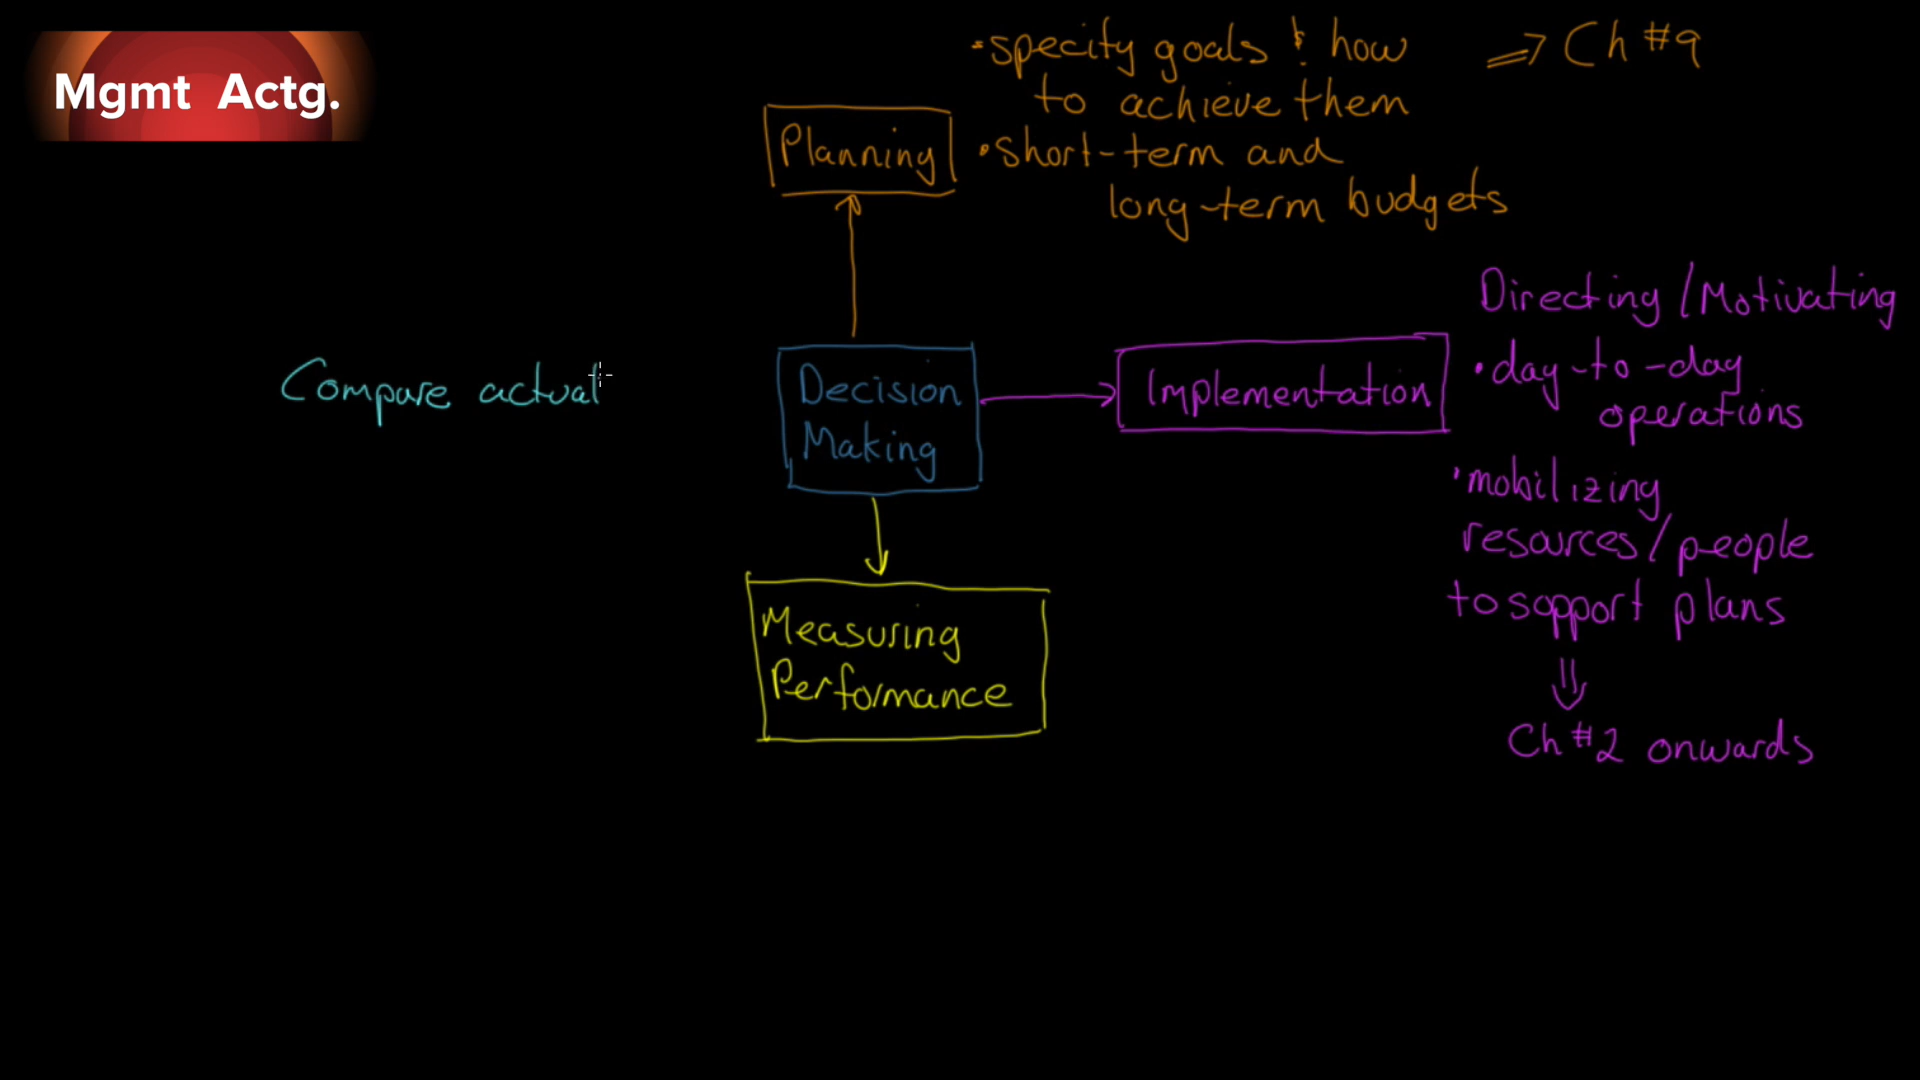 Mgmt Actg.
• specify goals & how
to achieve them
• short-term and
long-term budgets
⇒ Ch #9
Planning
Compare actual
Decision
Making
Implementation
Directing / Motivating
• day-to-day
operations
• mobilizing
resources / people
to support plans
⇓
Ch #2 onwards
Measuring
Performance